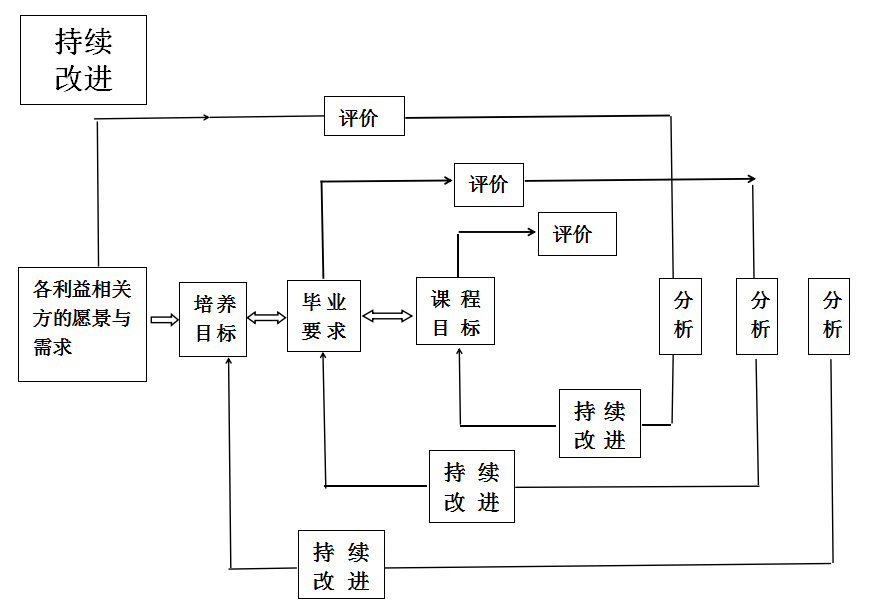 持续
改进
评价
评价
评价
各利益相关
方的愿景与
需求
培养
目标
毕业
要求
课程
目标
分
析
分
析
分
析
持续
改进
持续
改进
持续
改进